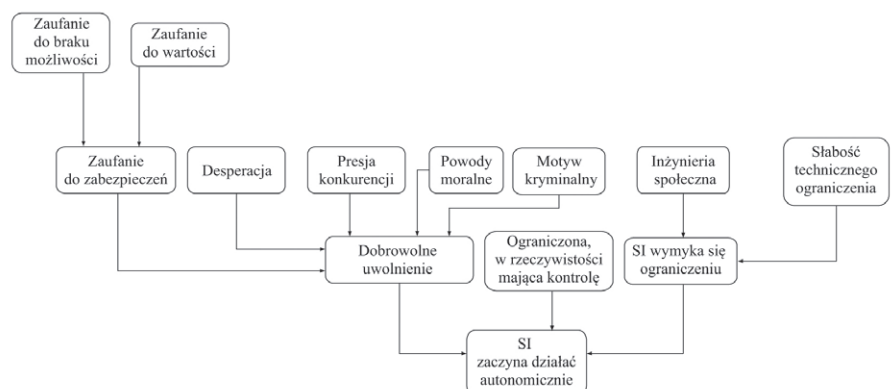 Zaufanie
do braku
możliwości
Zaufanie
do wartości
Zaufanie
do zabezpieczeń
Desperacja
Presja
konkurencji
Powody
moralne
Motyw
kryminalny
Inżynieria
społeczna
Słabość
technicznego
ograniczenia
Dobrowolne
uwolnienie
Ograniczona,
w rzeczywistości
mająca kontrolę
SI wymyka się
ograniczeniu
SI
zaczyna działać
autonomicznie